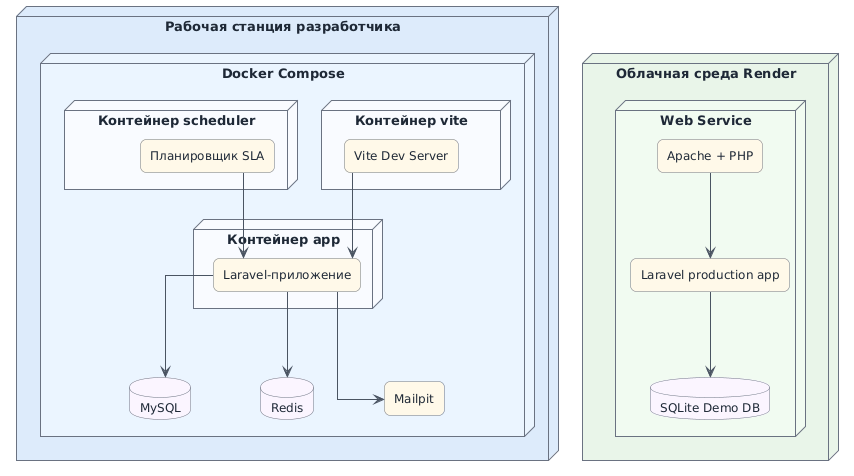 Рабочая станция разработчика
Docker Compose
Контейнер scheduler
Планировщик SLA
Контейнер vite
Vite Dev Server
Контейнер app
Laravel-приложение
MySQL
Redis
Mailpit
Облачная среда Render
Web Service
Apache + PHP
Laravel production app
SQLite Demo DB